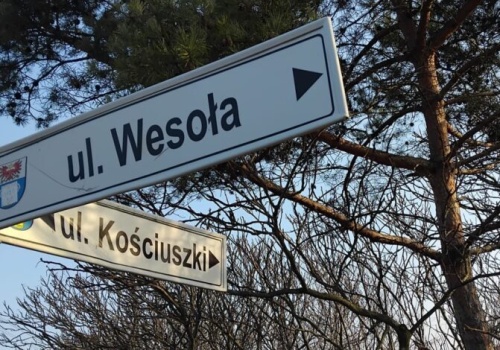 ul. Wesoła
ul. Kościuszki